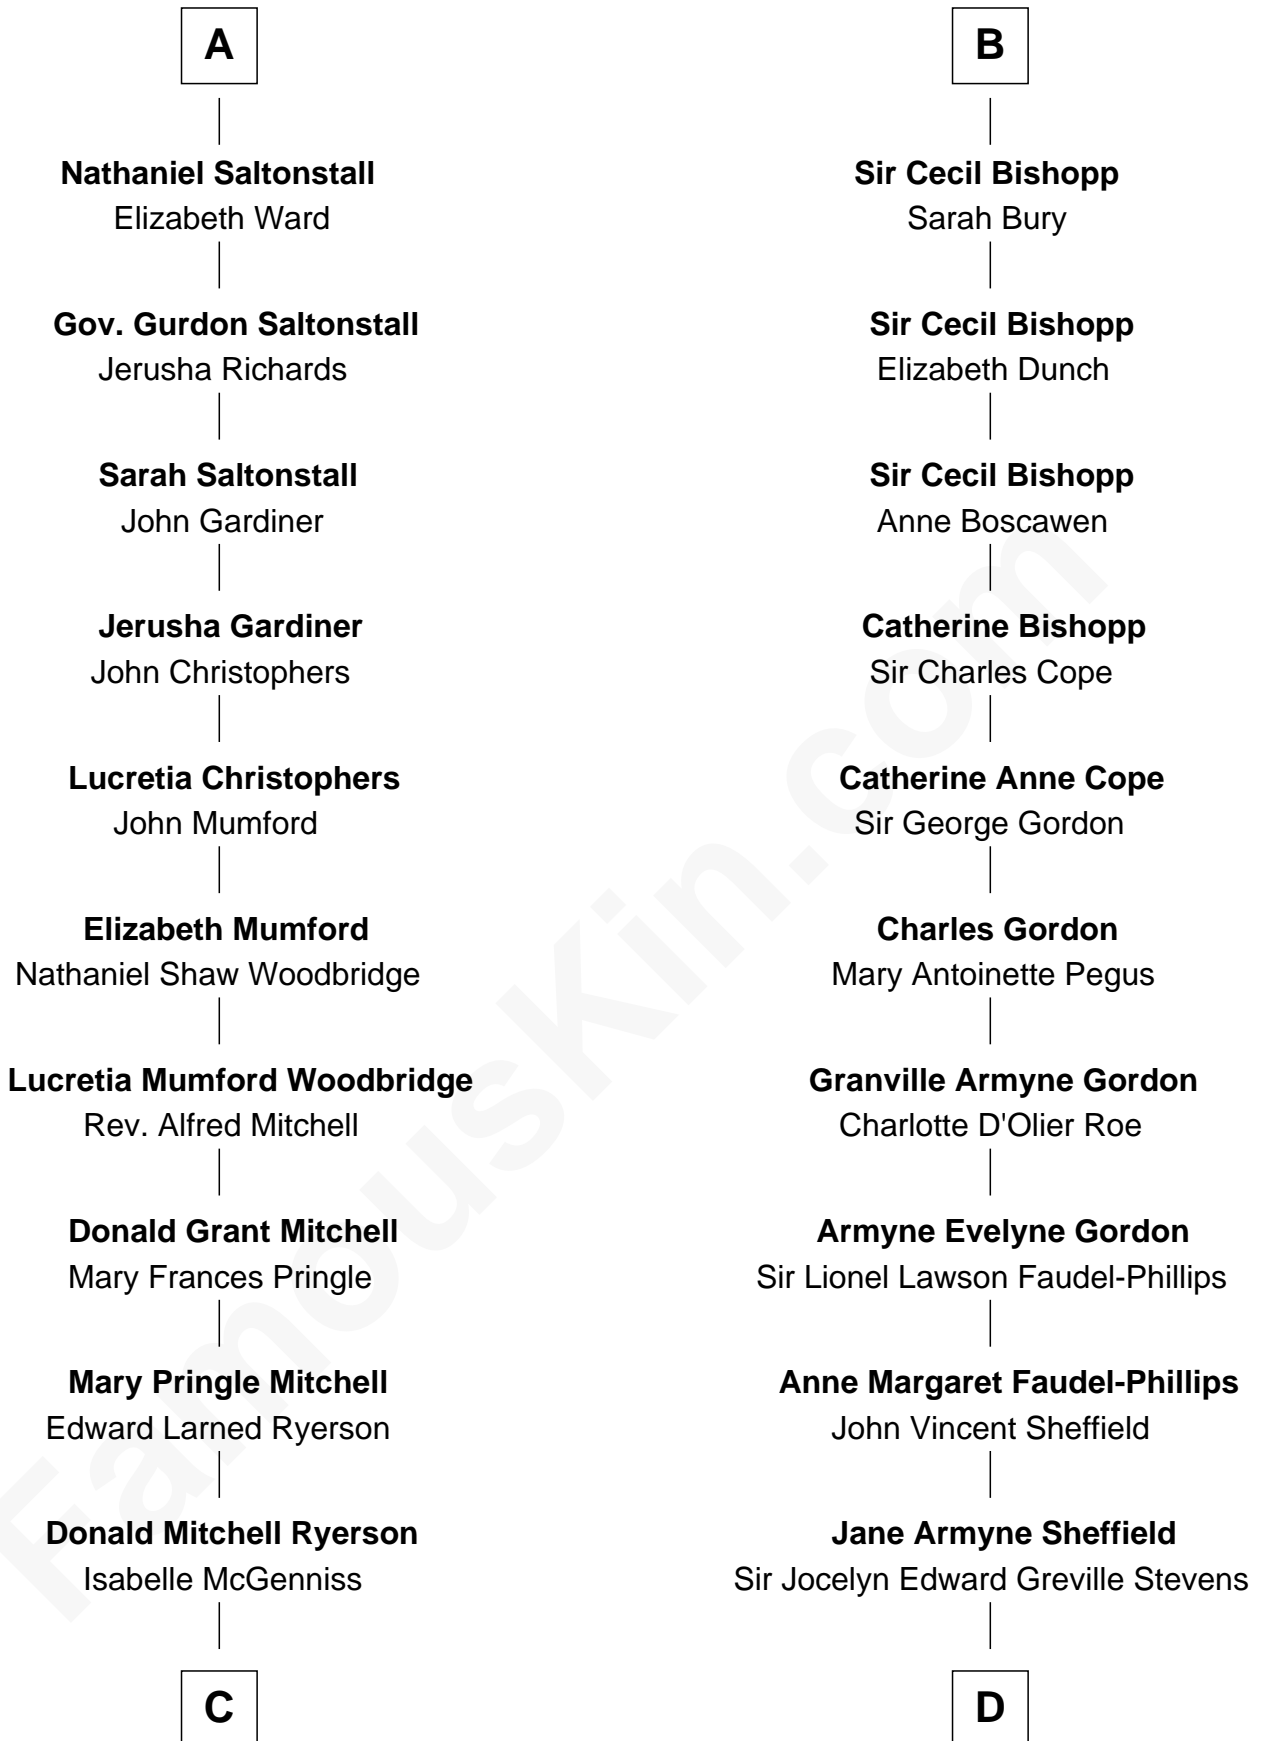 A
Nathaniel Saltonstall
Elizabeth Ward
Gov. Gurdon Saltonstall
Jerusha Richards
Sarah Saltonstall
John Gardiner
Jerusha Gardiner
John Christophers
Lucretia Christophers
John Mumford
Elizabeth Mumford
Nathaniel Shaw Woodbridge
Lucretia Mumford Woodbridge
Rev. Alfred Mitchell
Donald Grant Mitchell
Mary Frances Pringle
Mary Pringle Mitchell
Edward Larned Ryerson
Donald Mitchell Ryerson
Isabelle McGenniss
C
B
Sir Cecil Bishopp
Sarah Bury
Sir Cecil Bishopp
Elizabeth Dunch
Sir Cecil Bishopp
Anne Boscawen
Catherine Bishopp
Sir Charles Cope
Catherine Anne Cope
Sir George Gordon
Charles Gordon
Mary Antoinette Pegus
Granville Armyne Gordon
Charlotte D'Olier Roe
Armyne Evelyne Gordon
Sir Lionel Lawson Faudel-Phillips
Anne Margaret Faudel-Phillips
John Vincent Sheffield
Jane Armyne Sheffield
Sir Jocelyn Edward Greville Stevens
D
FamousKin.com